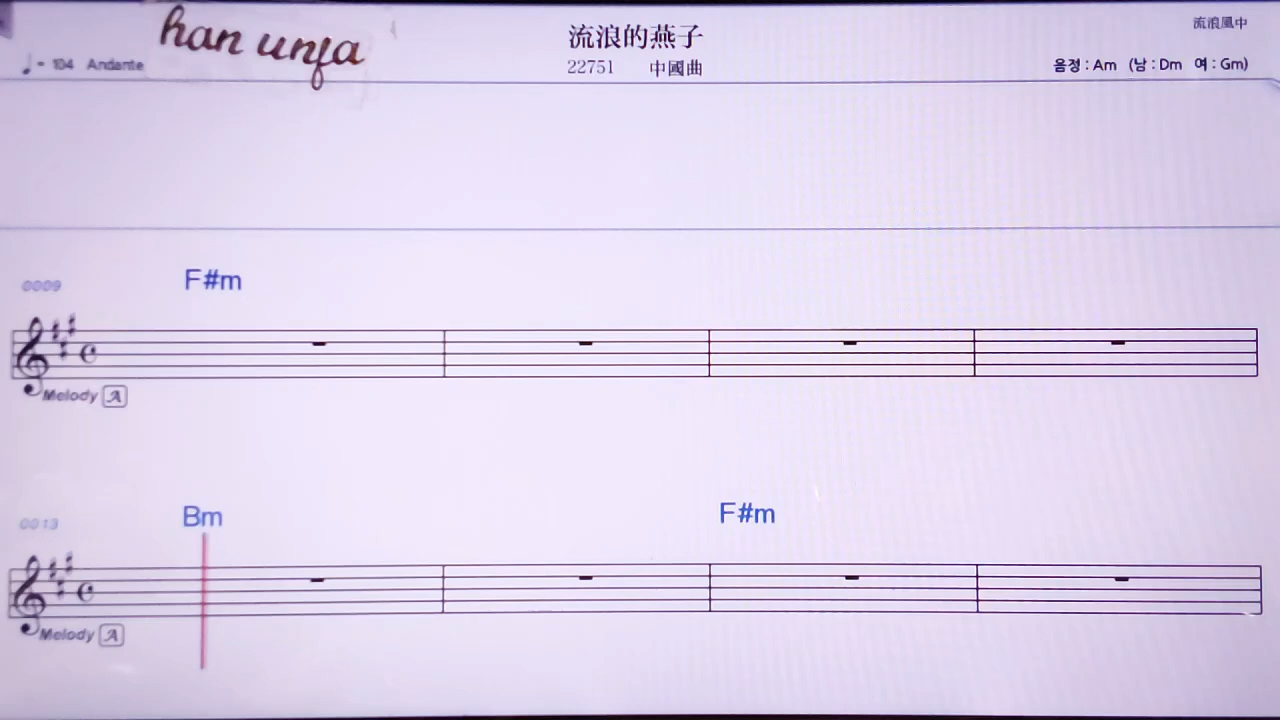 han unfa
流浪的燕子
流浪風中
♩ = 104 Andante
22751 中國曲
음정 : Am (남 : Dm 여 : Gm)
0009 F#m
Melody A
0013 Bm F#m
Melody A